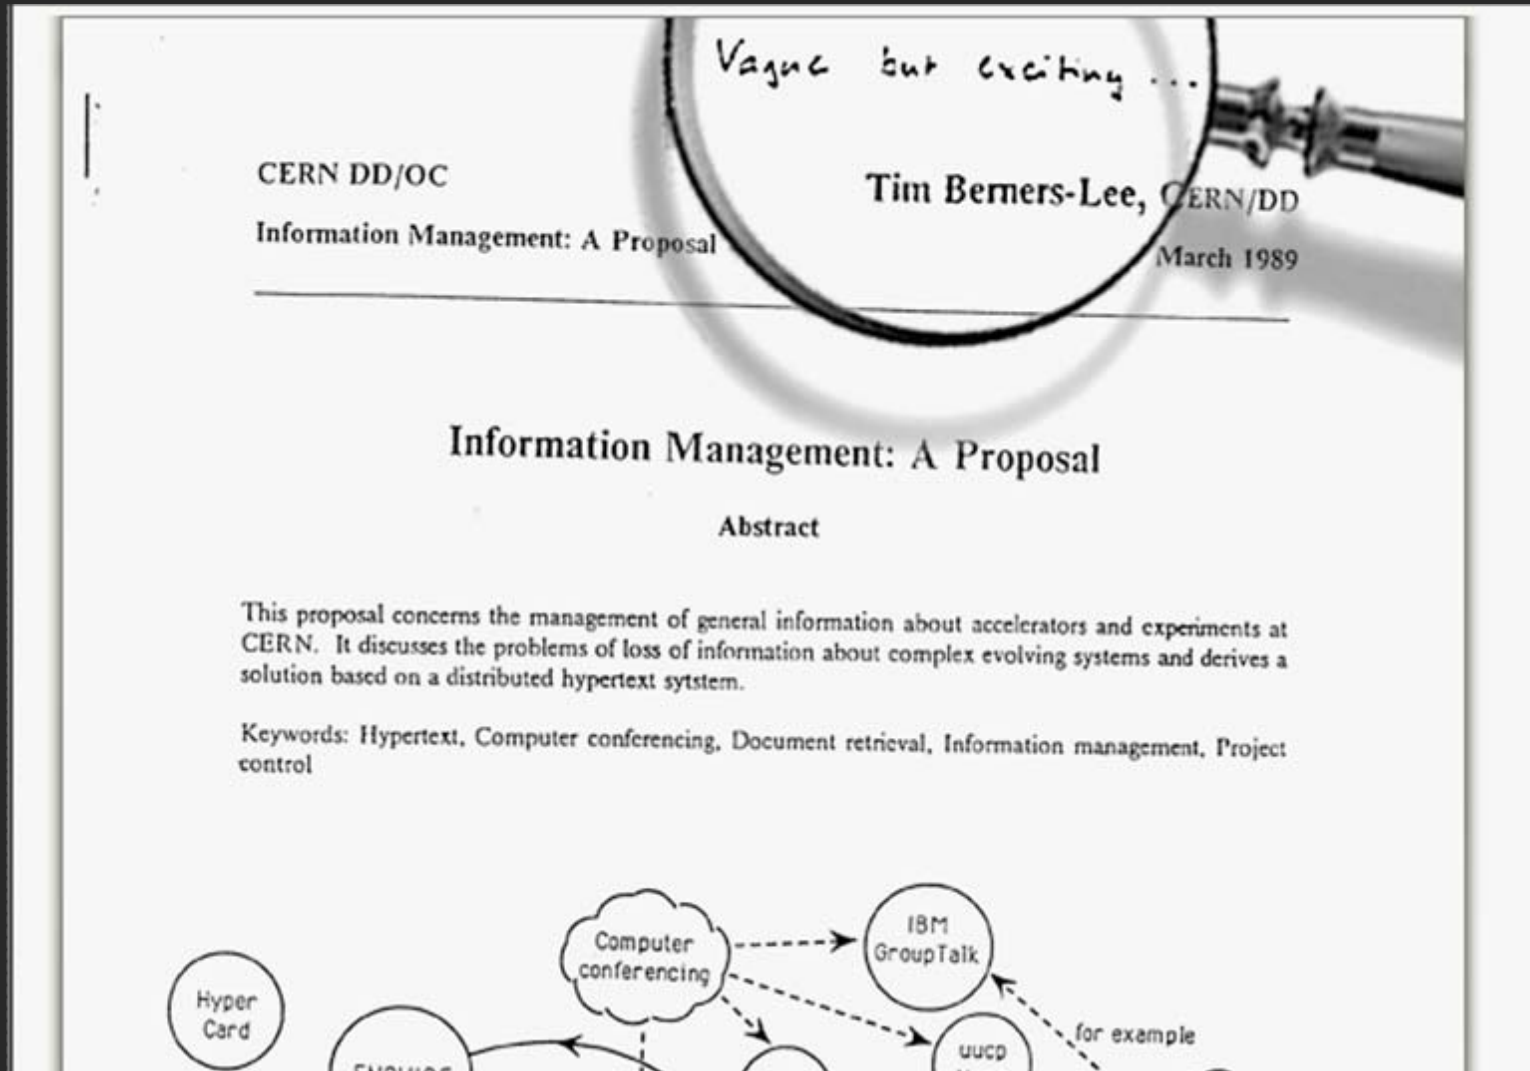 Vague but exciting ...
CERN DD/OC
Tim Berners-Lee, CERN/DD
Information Management: A Proposal
March 1989
Information Management: A Proposal
Abstract
This proposal concerns the management of general information about accelerators and experiments at
CERN. It discusses the problems of loss of information about complex evolving systems and derives a
solution based on a distributed hypertext sytstem.
Keywords: Hypertext, Computer conferencing, Document retrieval, Information management, Project
control
IBM
GroupTalk
Computer
conferencing
Hyper
Card
for example
uucp